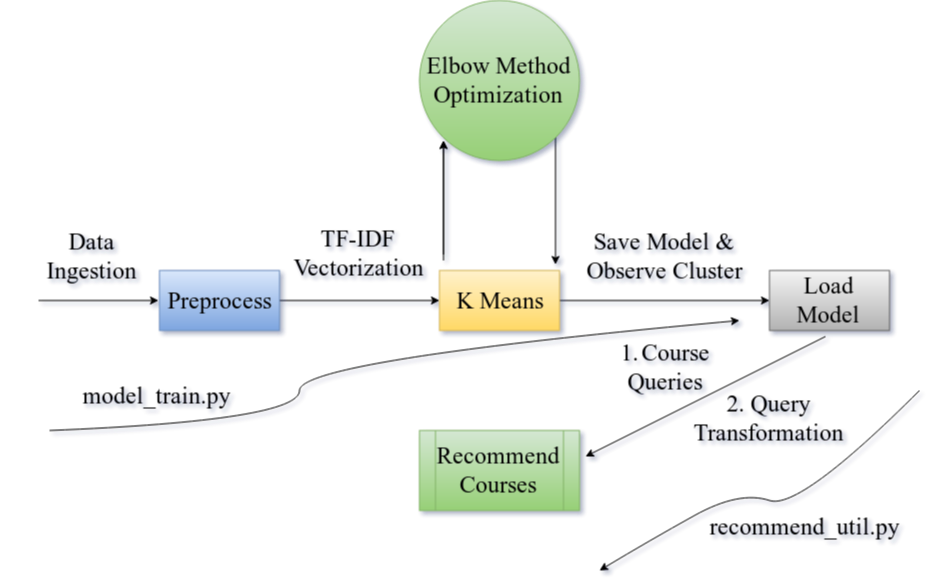 Elbow Method
Optimization
Data
Ingestion
TF-IDF
Vectorization
Save Model &
Observe Cluster
Preprocess
K Means
Load
Model
1. Course
Queries
model_train.py
2. Query
Transformation
Recommend
Courses
recommend_util.py